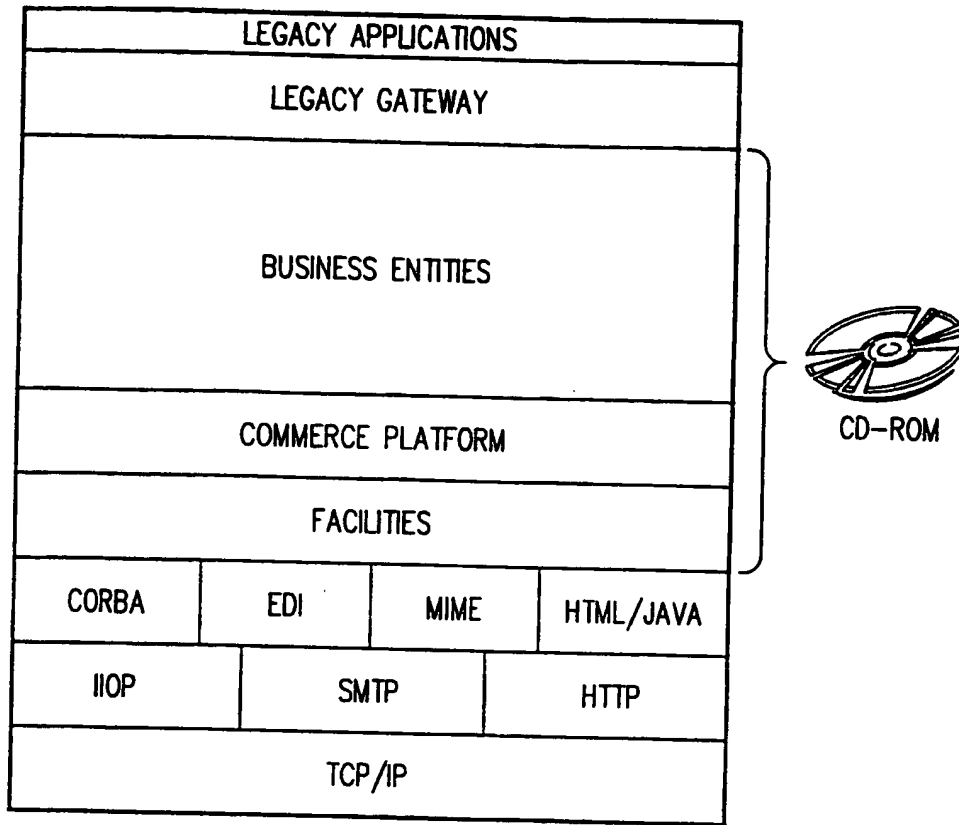 LEGACY APPLICATIONS
LEGACY GATEWAY
BUSINESS ENTITIES
COMMERCE PLATFORM
FACILITIES
CORBA EDI MIME HTML/JAVA
IIOP SMTP HTTP
TCP/IP
C
CD-ROM